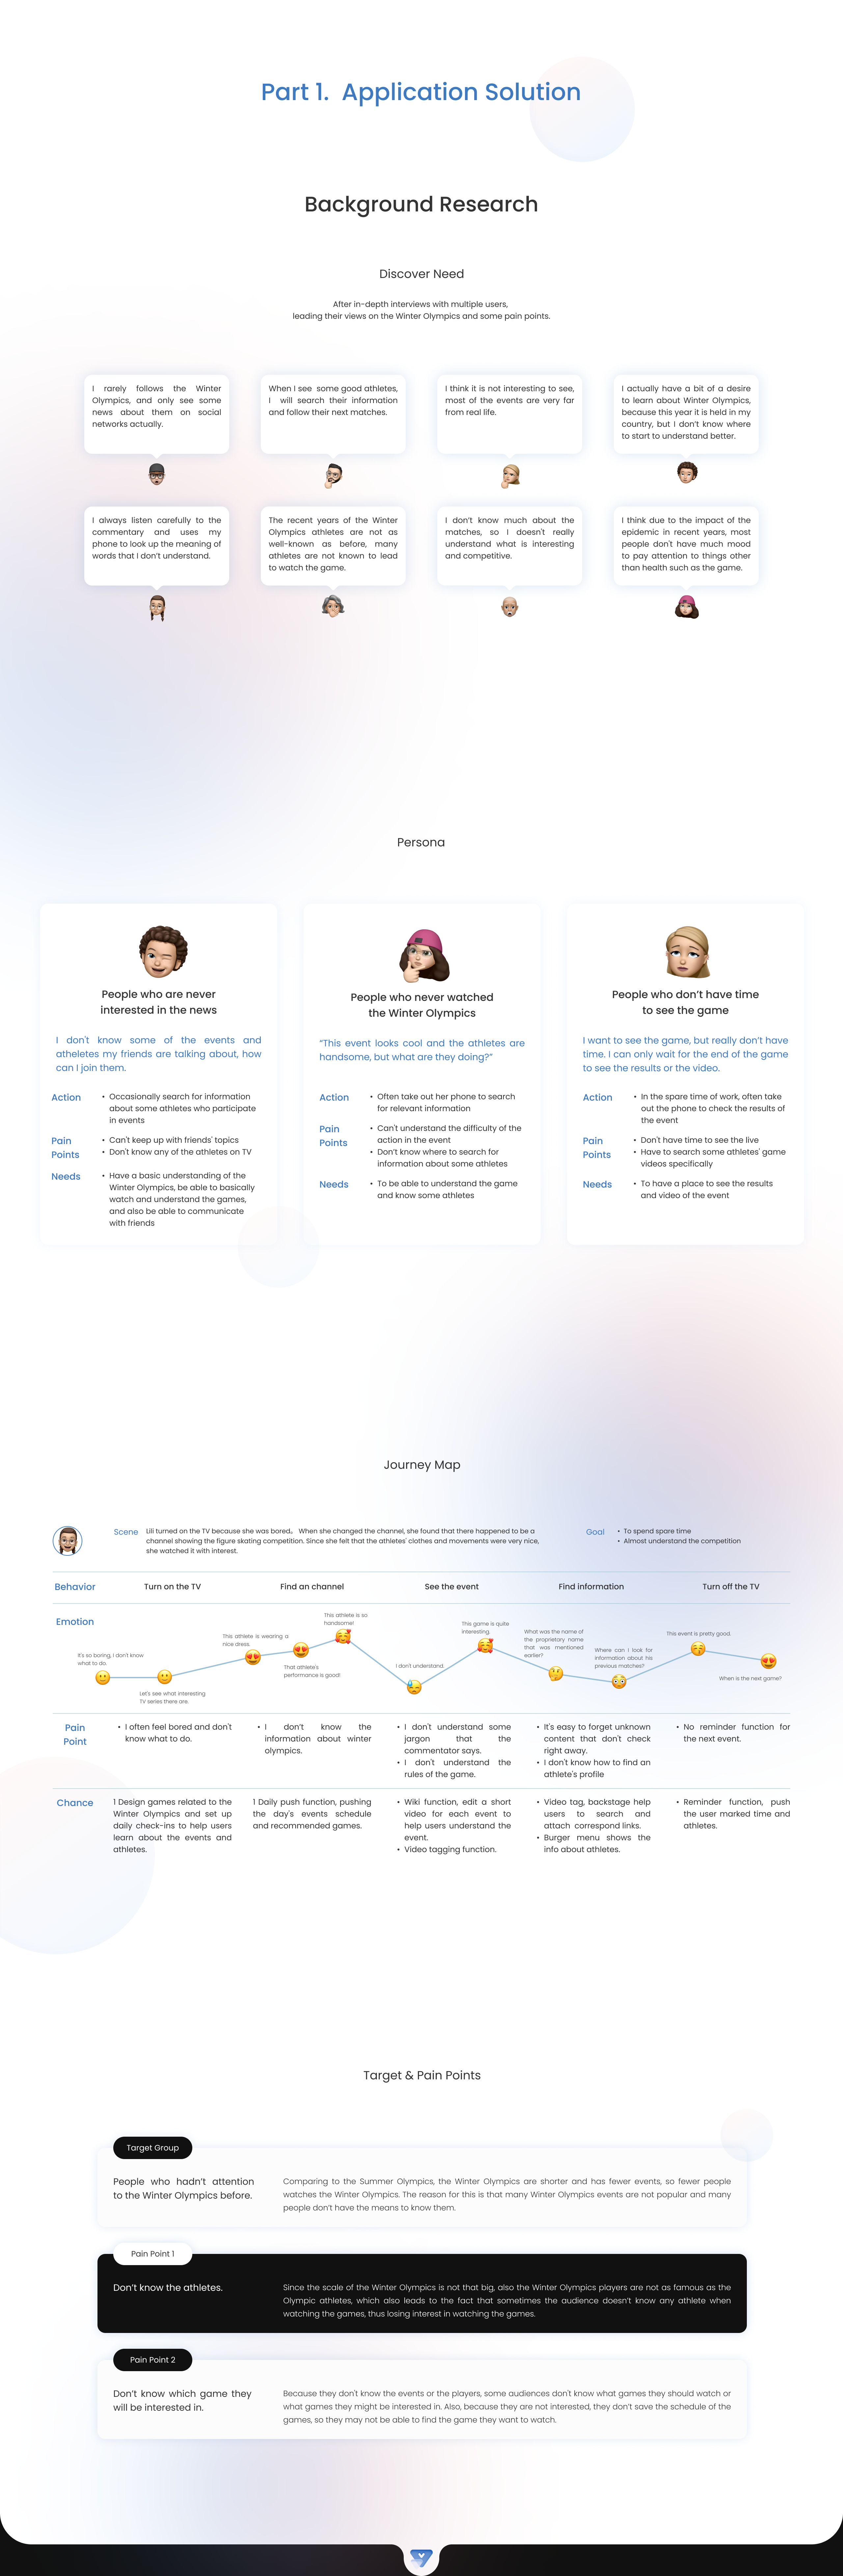 Part 1. Application Solution
Background Research
Discover Need
After in-depth interviews with multiple users,
leading their views on the Winter Olympics and some pain points.
I rarely follows the Winter
Olympics, and only see some
news about them on social
networks actually.
When I see some good athletes,
I will search their information
and follow their next matches.
I think it is not interesting to see,
most of the events are very far
from real life.
I actually have a bit of a desire
to learn about Winter Olympics,
because this year it is held in my
country, but I don't know where
to start to understand better.
I always listen carefully to the
commentary and uses my
phone to look up the meaning of
words that I don't understand.
The recent years of the Winter
Olympics athletes are not as
well-known as before, many
athletes are not known to lead
to watch the game.
I don't know much about the
matches, so I doesn't really
understand what is interesting
and competitive.
I think due to the impact of the
epidemic in recent years, most
people don't have much mood
to pay attention to things other
than health such as the game.
Persona
People who are never
interested in the news
I don't know some of the events and
atheletes my friends are talking about, how
can I join them.
Action
• Occasionally search for information
about some athletes who participate
in events
Pain
Points
• Can't keep up with friends' topics
• Don't know any of the athletes on TV
Needs
• Have a basic understanding of the
Winter Olympics, be able to basically
watch and understand the games,
and also be able to communicate
with friends
People who never watched
the Winter Olympics
"This event looks cool and the athletes are
handsome, but what are they doing?"
Action
• Often take out her phone to search
for relevant information
Pain
Points
• Can't understand the difficulty of the
action in the event
• Don't know where to search for
information about some athletes
Needs
• To be able to understand the game
and know some athletes
People who don't have time
to see the game
I want to see the game, but really don't have
time. I can only wait for the end of the game
to see the results or the video.
Action
• In the spare time of work, often take
out the phone to check the results of
the event
Pain
Points
• Don't have time to see the live
• Have to search some athletes' game
videos specifically
Needs
• To have a place to see the results
and video of the event
Journey Map
Scene
Lili turned on the TV because she was bored. When she changed the channel, she found that there happened to be a
channel showing the figure skating competition. Since she felt that the athletes' clothes and movements were very nice,
she watched it with interest.
Goal
• To spend spare time
• Almost understand the competition
Behavior
Turn on the TV
Find an channel
See the event
Find information
Turn off the TV
Emotion
It's so boring, I don't know
what to do.
Let's see what interesting
TV series there are.
This athlete is wearing a
nice dress.
That athlete's
performance is good!
This athlete is so
handsome!
I don't understand.
This game is quite
interesting.
What was the name of
the proprietary name
that was mentioned
earlier?
Where can I look for
information about his
previous matches?
This event is pretty good.
When is the next game?
Pain
Point
• I often feel bored and don't
know what to do.
• I don't know the
information about winter
olympics.
• I don't understand some
jargon that the
commentator says.
• I don't understand the
rules of the game.
• It's easy to forget unknown
content that don't check
right away.
• I don't know how to find an
athlete's profile
• No reminder function for
the next event.
Chance
1 Design games related to the
Winter Olympics and set up
daily check-ins to help users
learn about the events and
athletes.
1 Daily push function, pushing
the day's events schedule
and recommended games.
• Wiki function, edit a short
video for each event to
help users understand the
event.
• Video tagging function.
• Video tag, backstage help
users to search and
attach correspond links.
• Burger menu shows the
info about athletes.
• Reminder function, push
the user marked time and
athletes.
Target & Pain Points
Target Group
People who hadn't attention
to the Winter Olympics before.
Comparing to the Summer Olympics, the Winter Olympics are shorter and has fewer events, so fewer people
watches the Winter Olympics. The reason for this is that many Winter Olympics events are not popular and many
people don't have the means to know them.
Pain Point 1
Don't know the athletes.
Since the scale of the Winter Olympics is not that big, also the Winter Olympics players are not as famous as the
Olympic athletes, which also leads to the fact that sometimes the audience doesn't know any athlete when
watching the games, thus losing interest in watching the games.
Pain Point 2
Don't know which game they
will be interested in.
Because they don't know the events or the players, some audiences don't know what games they should watch or
what games they might be interested in. Also, because they are not interested, they don't save the schedule of the
games, so they may not be able to find the game they want to watch.